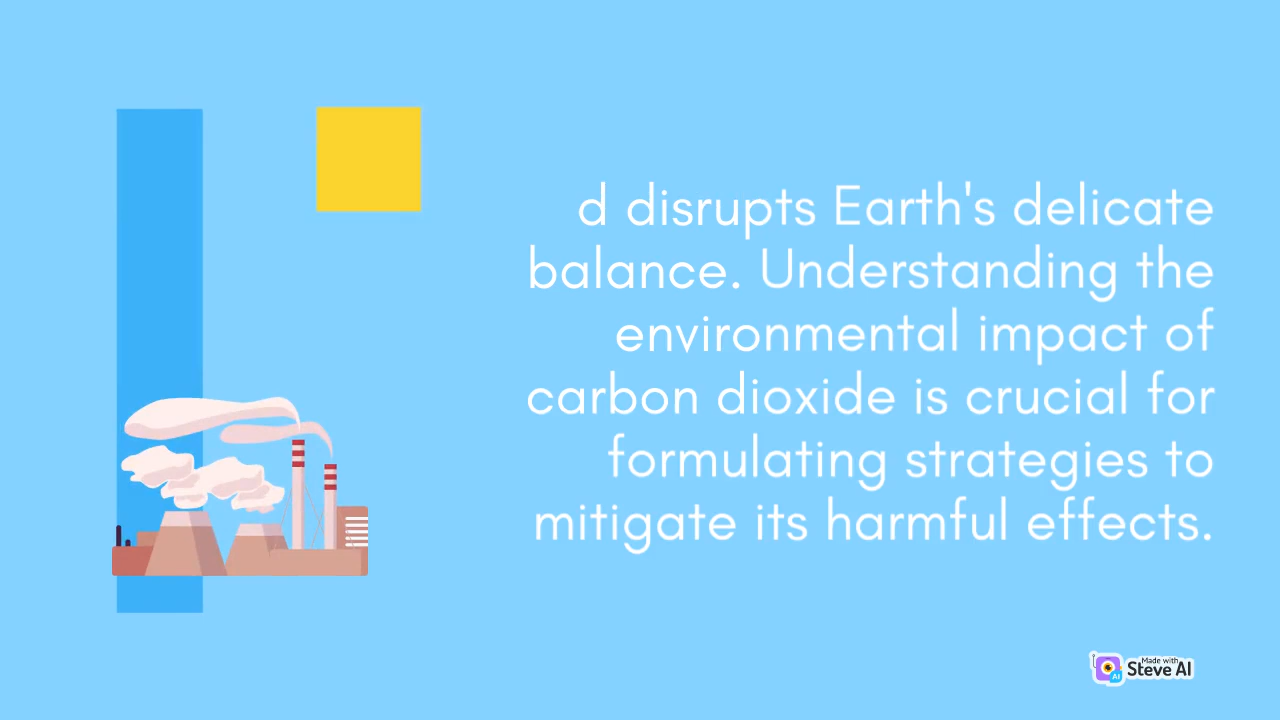 d disrupts Earth's delicate
balance. Understanding the
environmental impact of
carbon dioxide is crucial for
formulating strategies to
mitigate its harmful effects.
Made with
Steve AI
AI